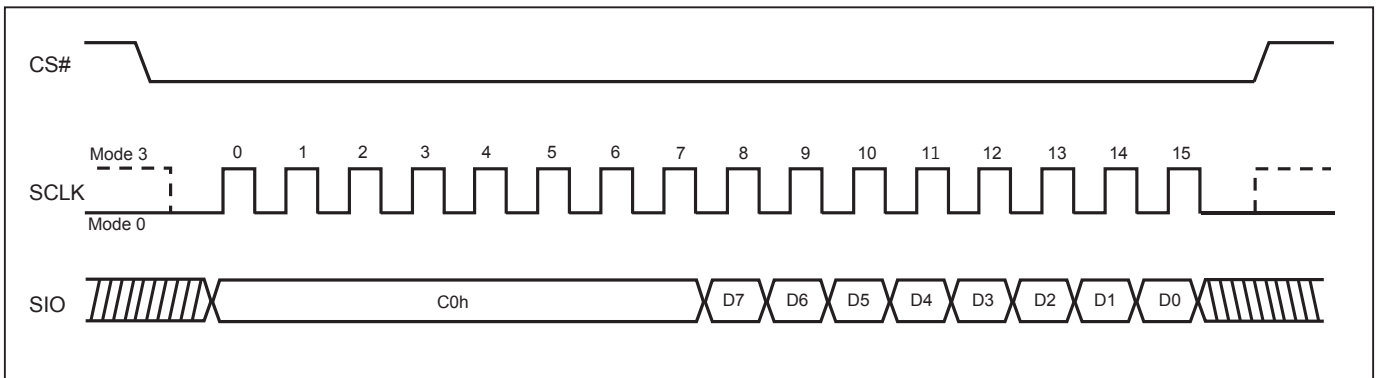 CS#
Mode 3
0 1 2 3 4 5 6 7 8 9 10 11 12 13 14 15
SCLK
Mode 0
SIO
C0h D7 D6 D5 D4 D3 D2 D1 D0